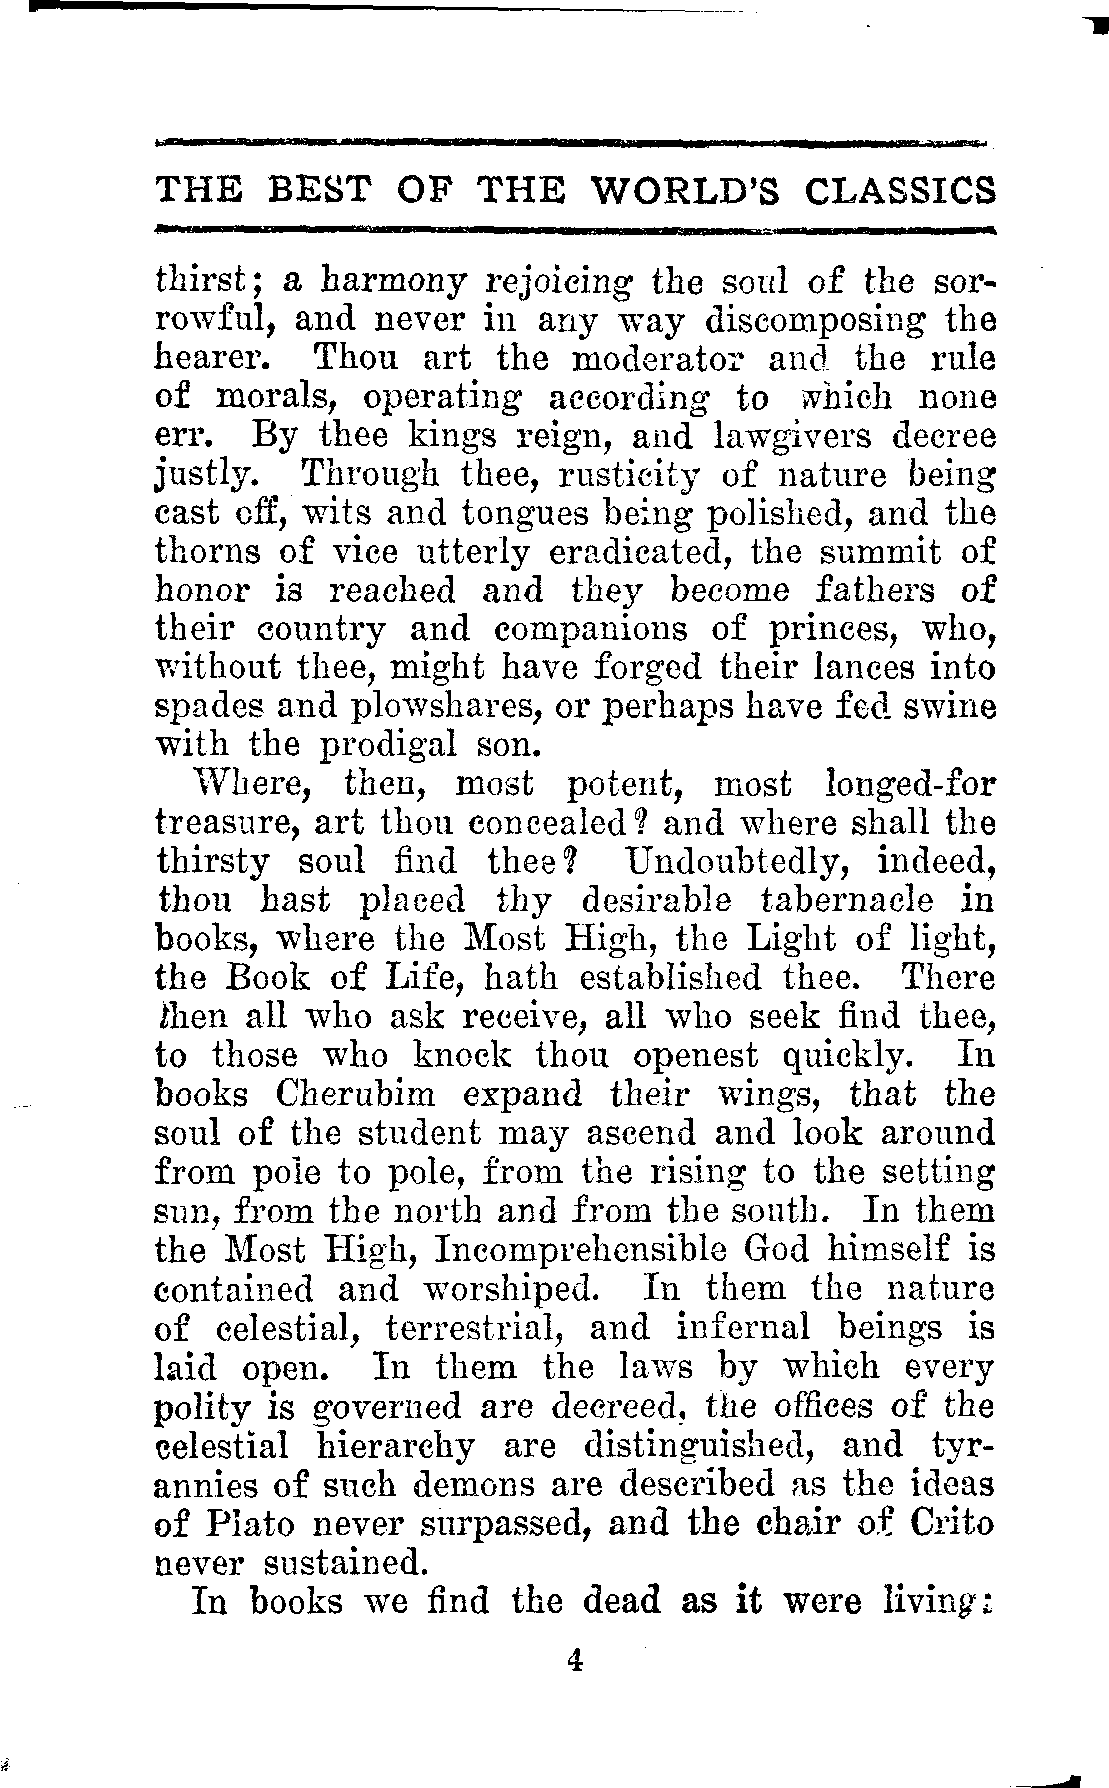 THE BEST OF THE WORLD'S CLASSICS
thirst; a harmony rejoicing the soul of the sor-
rowful, and never in any way discomposing the
hearer. Thou art the moderator and the rule
of morals, operating according to which none
err. By thee kings reign, and lawgivers decree
justly. Through thee, rusticity of nature being
cast off, wits and tongues being polished, and the
thorns of vice utterly eradicated, the summit of
honor is reached and they become fathers of
their country and companions of princes, who,
without thee, might have forged their lances into
spades and plowshares, or perhaps have fed swine
with the prodigal son.
Where, then, most potent, most longed-for
treasure, art thou concealed? and where shall the
thirsty soul find thee? Undoubtedly, indeed,
thou hast placed thy desirable tabernacle in
books, where the Most High, the Light of light,
the Book of Life, hath established thee. There
then all who ask receive, all who seek find thee,
to those who knock thou openest quickly. In
books Cherubim expand their wings, that the
soul of the student may ascend and look around
from pole to pole, from the rising to the setting
sun, from the north and from the south. In them
the Most High, Incomprehensible God himself is
contained and worshiped. In them the nature
of celestial, terrestrial, and infernal beings is
laid open. In them the laws by which every
polity is governed are decreed, the offices of the
celestial hierarchy are distinguished, and tyr-
annies of such demons are described as the ideas
of Plato never surpassed, and the chair of Crito
never sustained.
In books we find the dead as it were living;
4